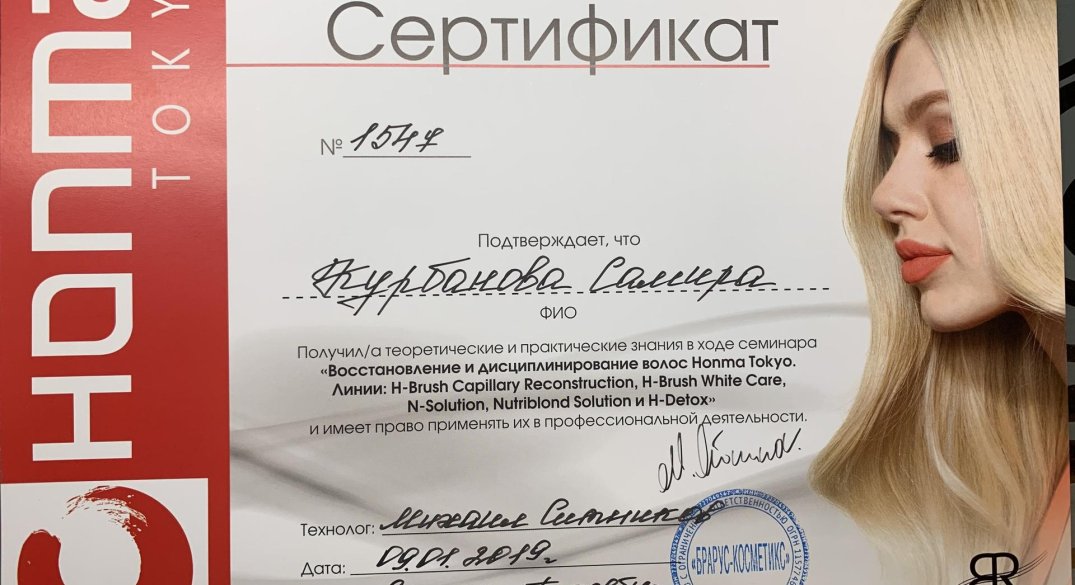 Honma
TOKY
Сертификат
№ 1547
Подтверждает, что
Курбанова Самира
ФИО
Получил/а теоретические и практические знания в ходе семинара
«Восстановление и дисциплинирование волос Honma Tokyo.
Линии: H-Brush Capillary Reconstruction, H-Brush White Care,
N-Solution, Nutriblond Solution и H-Detox»
и имеет право применять их в профессиональной деятельности.
Технолог: Михаил Ситников
Дата: 09.01.2019г
«БРАРУС-КОСМЕТИКС»